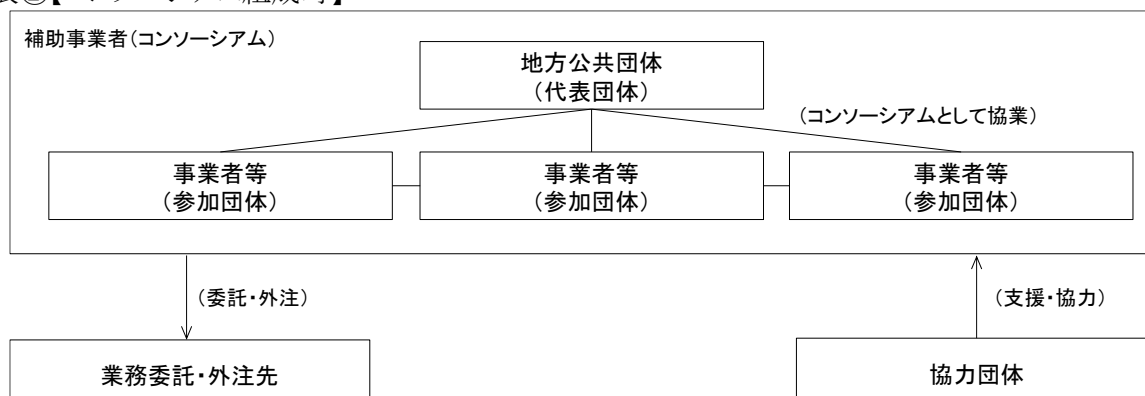 補助事業者(コンソーシアム)
地方公共団体
(代表団体)
(コンソーシアムとして協業)
事業者等
(参加団体)
事業者等
(参加団体)
事業者等
(参加団体)
(委託・外注)
(支援・協力)
業務委託・外注先
協力団体